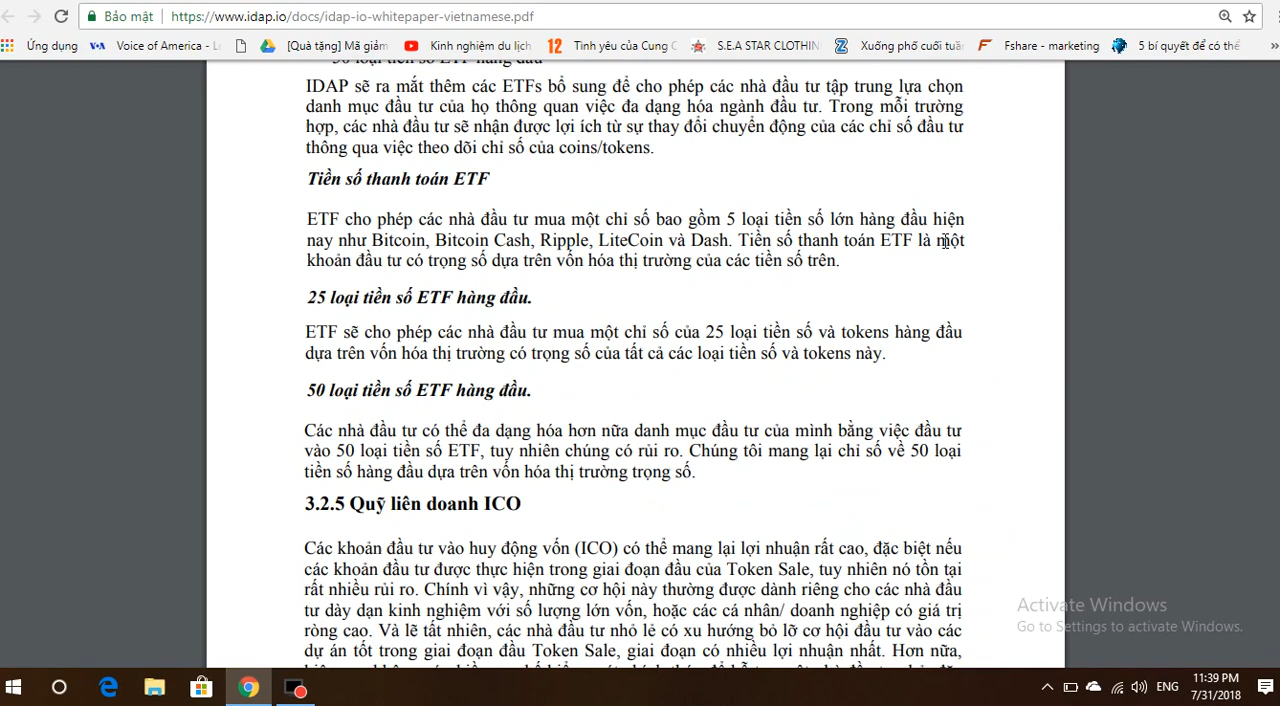 Bảo mật | https://www.idap.io/docs/idap-io-whitepaper-vietnamese.pdf
Ứng dụng VOA Voice of America - L [Quà tặng] Mã giảm Kinh nghiệm du lịch 12 Tinh yêu của Cung C S.E.A STAR CLOTHIN Z Xuống phố cuối tuần F Fshare - marketing 5 bí quyết để có thể »
50 loại tiền số ETF hàng đầu
IDAP sẽ ra mắt thêm các ETFs bổ sung để cho phép các nhà đầu tư tập trung lựa chọn
danh mục đầu tư của họ thông quan việc đa dạng hóa ngành đầu tư. Trong mỗi trường
hợp, các nhà đầu tư sẽ nhận được lợi ích từ sự thay đổi chuyển động của các chỉ số đầu tư
thông qua việc theo dõi chỉ số của coins/tokens.
Tiền số thanh toán ETF
ETF cho phép các nhà đầu tư mua một chỉ số bao gồm 5 loại tiền số lớn hàng đầu hiện
nay như Bitcoin, Bitcoin Cash, Ripple, LiteCoin và Dash. Tiền số thanh toán ETF là một
khoản đầu tư có trọng số dựa trên vốn hóa thị trường của các tiền số trên.
25 loại tiền số ETF hàng đầu.
ETF sẽ cho phép các nhà đầu tư mua một chỉ số của 25 loại tiền số và tokens hàng đầu
dựa trên vốn hóa thị trường có trọng số của tất cả các loại tiền số và tokens này.
50 loại tiền số ETF hàng đầu.
Các nhà đầu tư có thể đa dạng hóa hơn nữa danh mục đầu tư của mình bằng việc đầu tư
vào 50 loại tiền số ETF, tuy nhiên chúng có rủi ro. Chúng tôi mang lại chỉ số về 50 loại
tiền số hàng đầu dựa trên vốn hóa thị trường trọng số.
3.2.5 Quỹ liên doanh ICO
Các khoản đầu tư vào huy động vốn (ICO) có thể mang lại lợi nhuận rất cao, đặc biệt nếu
các khoản đầu tư được thực hiện trong giai đoạn đầu của Token Sale, tuy nhiên nó tồn tại
rất nhiều rủi ro. Chính vì vậy, những cơ hội này thường được dành riêng cho các nhà đầu
tư dày dạn kinh nghiệm với số lượng lớn vốn, hoặc các cá nhân/ doanh nghiệp có giá trị
ròng cao. Và lẽ tất nhiên, các nhà đầu tư nhỏ lẻ có xu hướng bỏ lỡ cơ hội đầu tư vào các
dự án tốt trong giai đoạn đầu Token Sale, giai đoạn có nhiều lợi nhuận nhất. Hơn nữa,
Activate Windows
Go to Settings to activate Windows.
ENG
11:39 PM
7/31/2018